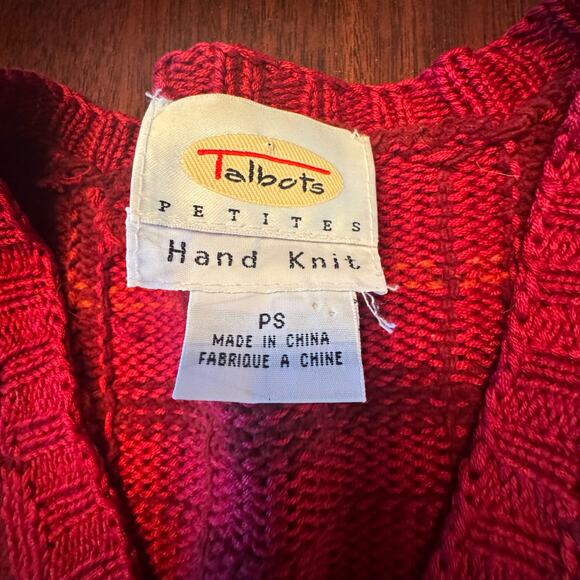 Talbots
PETITES
Hand Knit
PS
MADE IN CHINA
FABRIQUE A CHINE